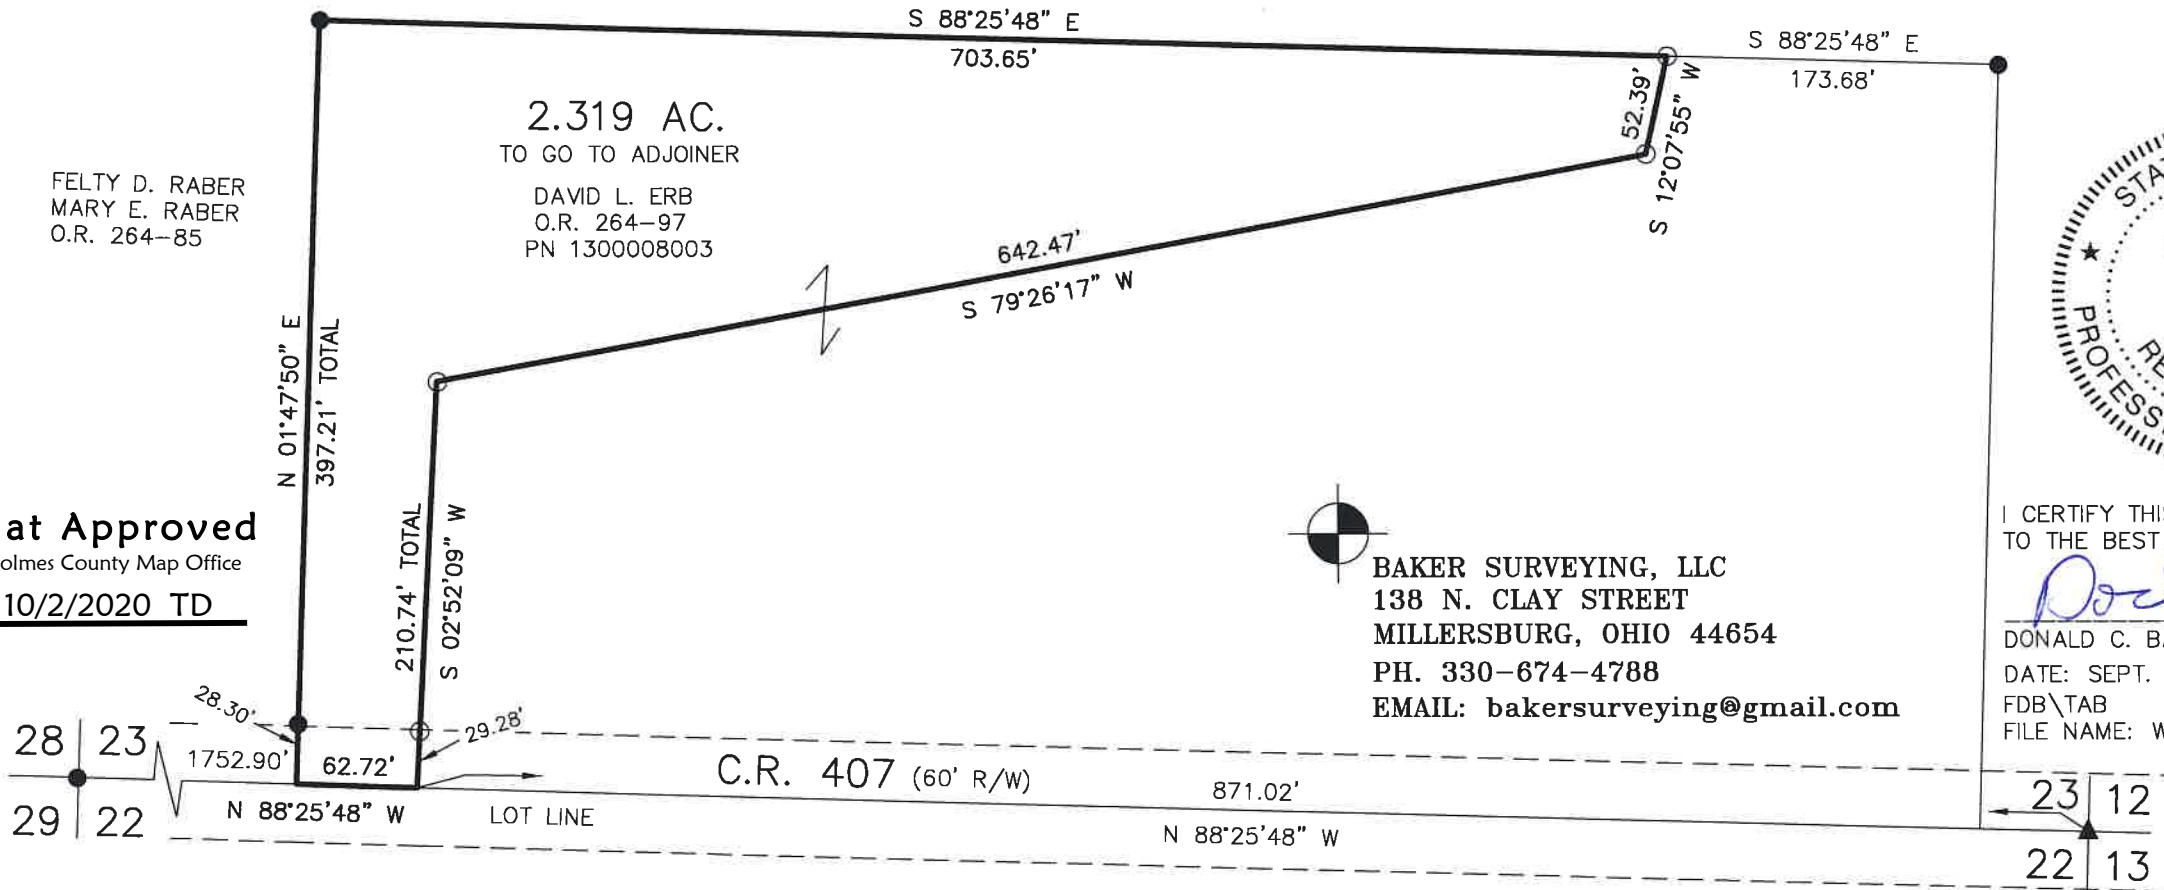 S 88°25'48" E
703.65'
S 88°25'48" E
173.68'
52.39'
S 12°07'55" W
2.319 AC.
TO GO TO ADJOINER
DAVID L. ERB
O.R. 264-97
PN 1300008003
FELTY D. RABER
MARY E. RABER
O.R. 264-85
642.47'
S 79°26'17" W
N 01°47'50" E
397.21' TOTAL
210.74' TOTAL
S 02°52'09" W
at Approved
olmes County Map Office
10/2/2020 TD
BAKER SURVEYING, LLC
138 N. CLAY STREET
MILLERSBURG, OHIO 44654
PH. 330-674-4788
EMAIL: bakersurveying@gmail.com
STA
★
PROFESS
RE
I CERTIFY THIS
TO THE BEST
DONALD C. BA
DATE: SEPT.
FDB\TAB
FILE NAME: W
28.30'
29.28'
28 23
29 22
1752.90'
62.72'
N 88°25'48" W
LOT LINE
C.R. 407 (60' R/W)
871.02'
N 88°25'48" W
23 12
22 13